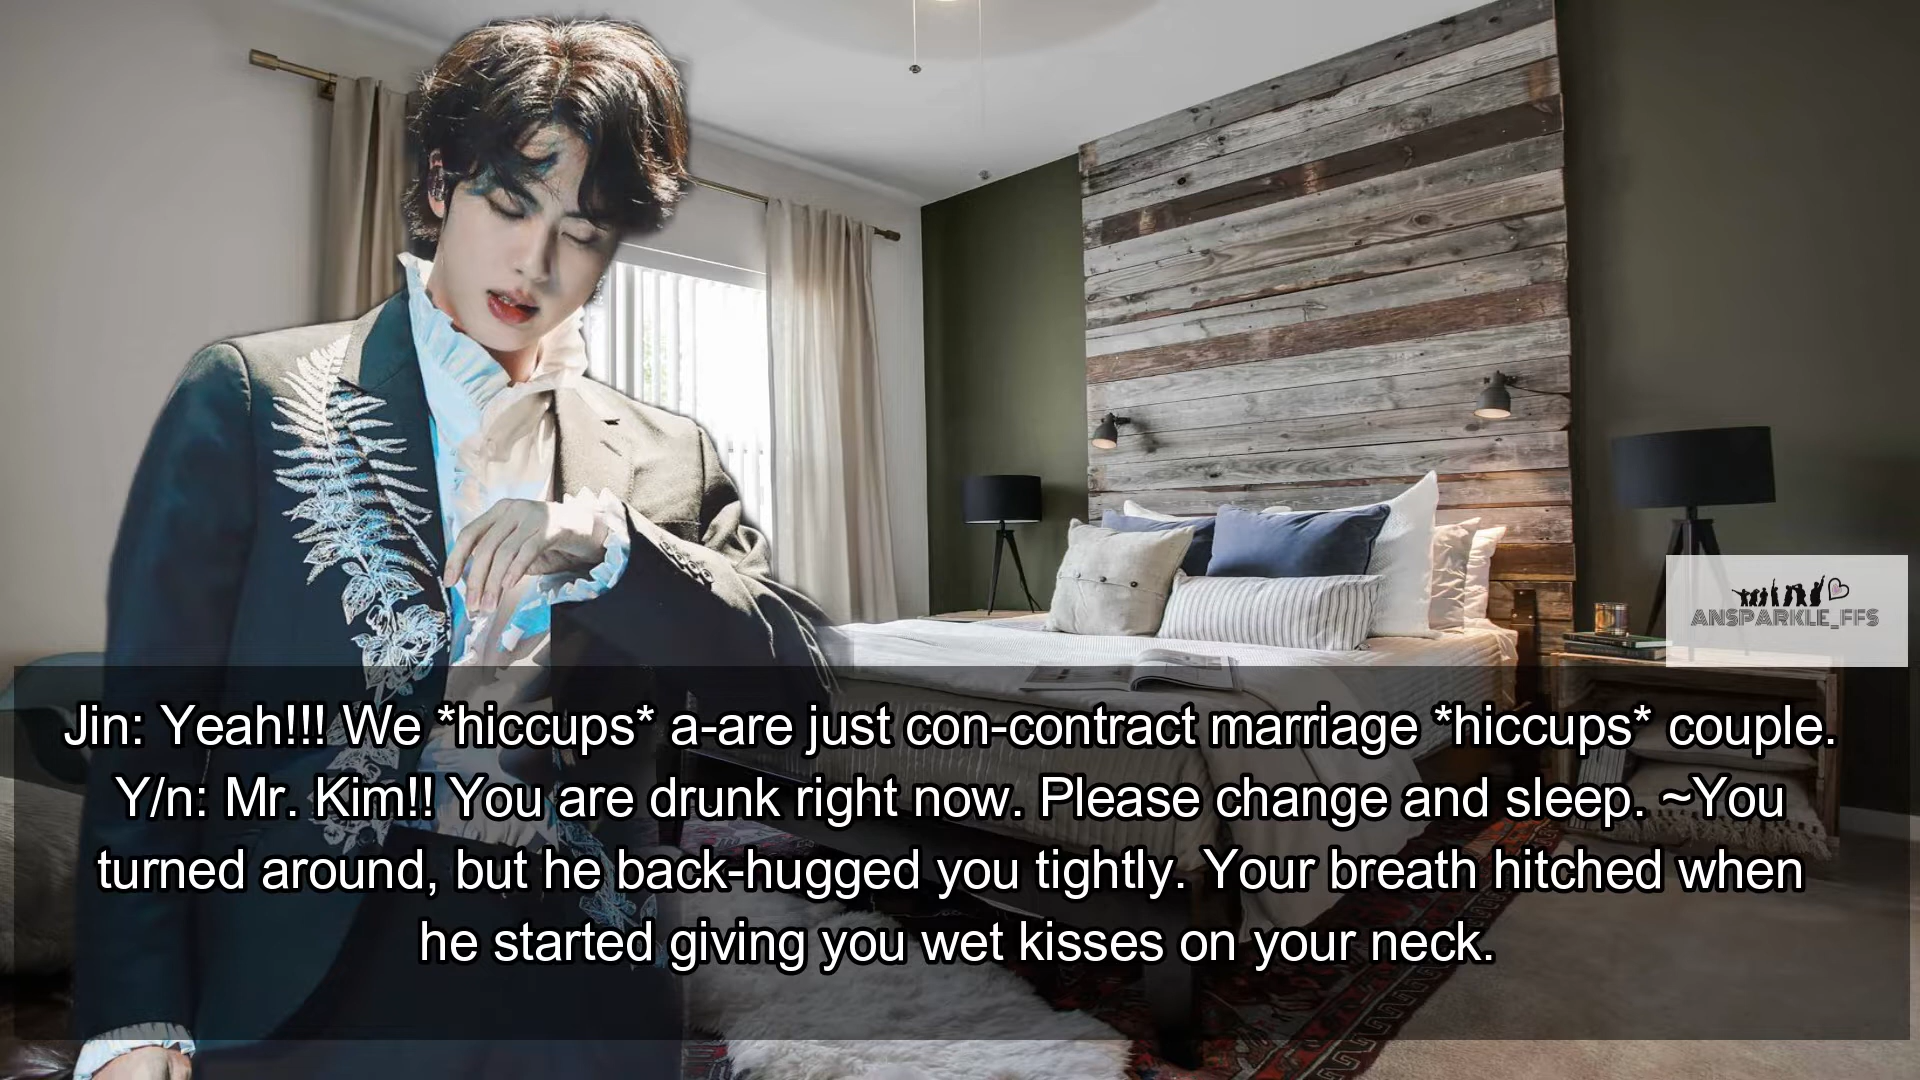 Jin: Yeah!!! We *hiccups* a-are just con-contract marriage *hiccups* couple.
Y/n: Mr. Kim!! You are drunk right now. Please change and sleep. ~You
turned around, but he back-hugged you tightly. Your breath hitched when
he started giving you wet kisses on your neck.
ANSPARKLE_FFS